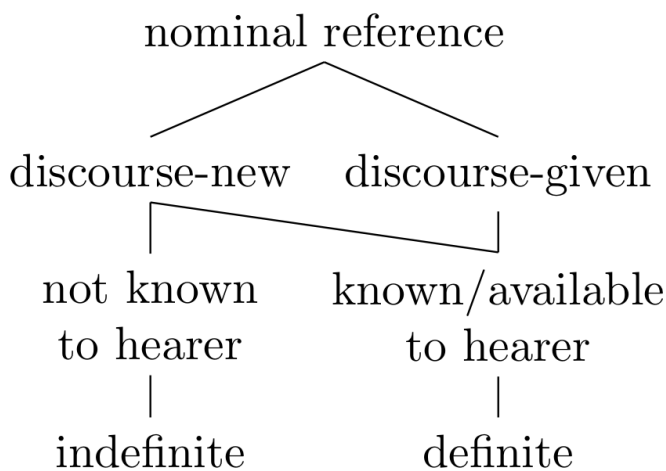 nominal reference
discourse-new discourse-given
not known known/available
to hearer to hearer
indefinite definite